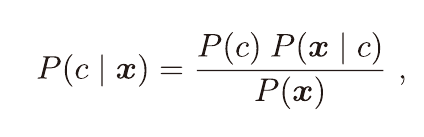 P(c | x) = P(c) P(x | c) / P(x) ,